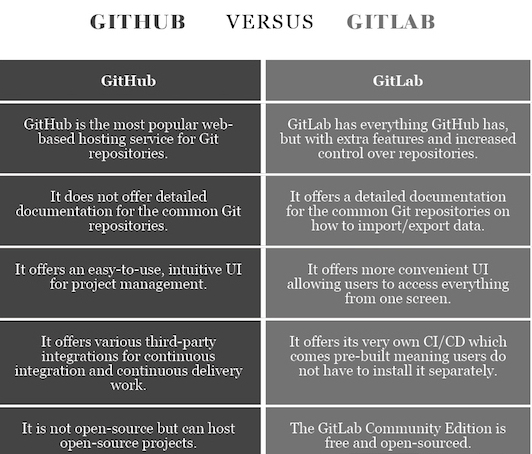 GITHUB VERSUS GITLAB
GitHub
GitLab
GitHub is the most popular web-
based hosting service for Git
repositories.
GitLab has everything GitHub has,
but with extra features and increased
control over repositories.
It does not offer detailed
documentation for the common Git
repositories.
It offers a detailed documentation
for the common Git repositories on
how to import/export data.
It offers an easy-to-use, intuitive UI
for project management.
It offers more convenient UI
allowing users to access everything
from one screen.
It offers various third-party
integrations for continuous
integration and continuous delivery
work.
It offers its very own CI/CD which
comes pre-built meaning users do
not have to install it separately.
It is not open-source but can host
open-source projects.
The GitLab Community Edition is
free and open-sourced.